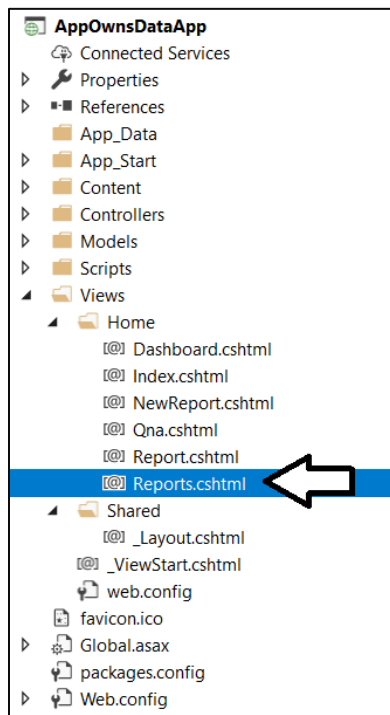 AppOwnsDataApp
Connected Services
Properties
References
App_Data
App_Start
Content
Controllers
Models
Scripts
Views
Home
[@] Dashboard.cshtml
[@] Index.cshtml
[@] NewReport.cshtml
[@] Qna.cshtml
[@] Report.cshtml
[@] Reports.cshtml
Shared
[@] _Layout.cshtml
[@] _ViewStart.cshtml
web.config
favicon.ico
Global.asax
packages.config
Web.config